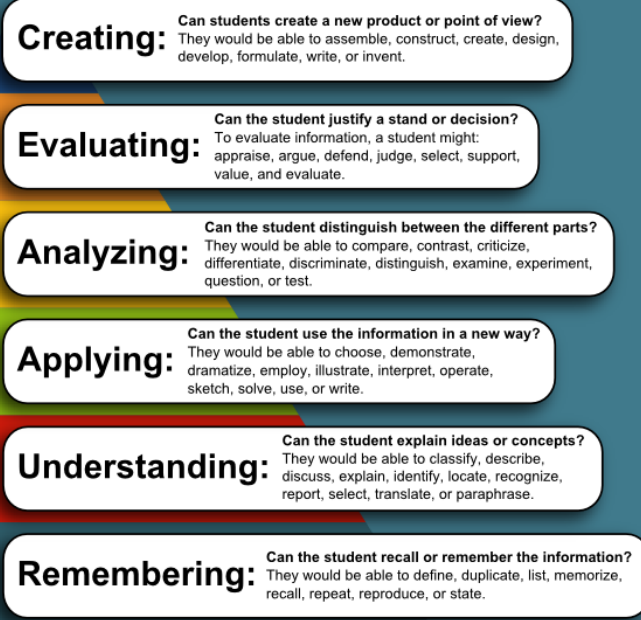 Creating:
Can students create a new product or point of view?
They would be able to assemble, construct, create, design,
develop, formulate, write, or invent.
Evaluating:
Can the student justify a stand or decision?
To evaluate information, a student might:
appraise, argue, defend, judge, select, support,
value, and evaluate.
Analyzing:
Can the student distinguish between the different parts?
They would be able to compare, contrast, criticize,
differentiate, discriminate, distinguish, examine, experiment,
question, or test.
Applying:
Can the student use the information in a new way?
They would be able to choose, demonstrate,
dramatize, employ, illustrate, interpret, operate,
sketch, solve, use, or write.
Understanding:
Can the student explain ideas or concepts?
They would be able to classify, describe,
discuss, explain, identify, locate, recognize,
report, select, translate, or paraphrase.
Remembering:
Can the student recall or remember the information?
They would be able to define, duplicate, list, memorize,
recall, repeat, reproduce, or state.